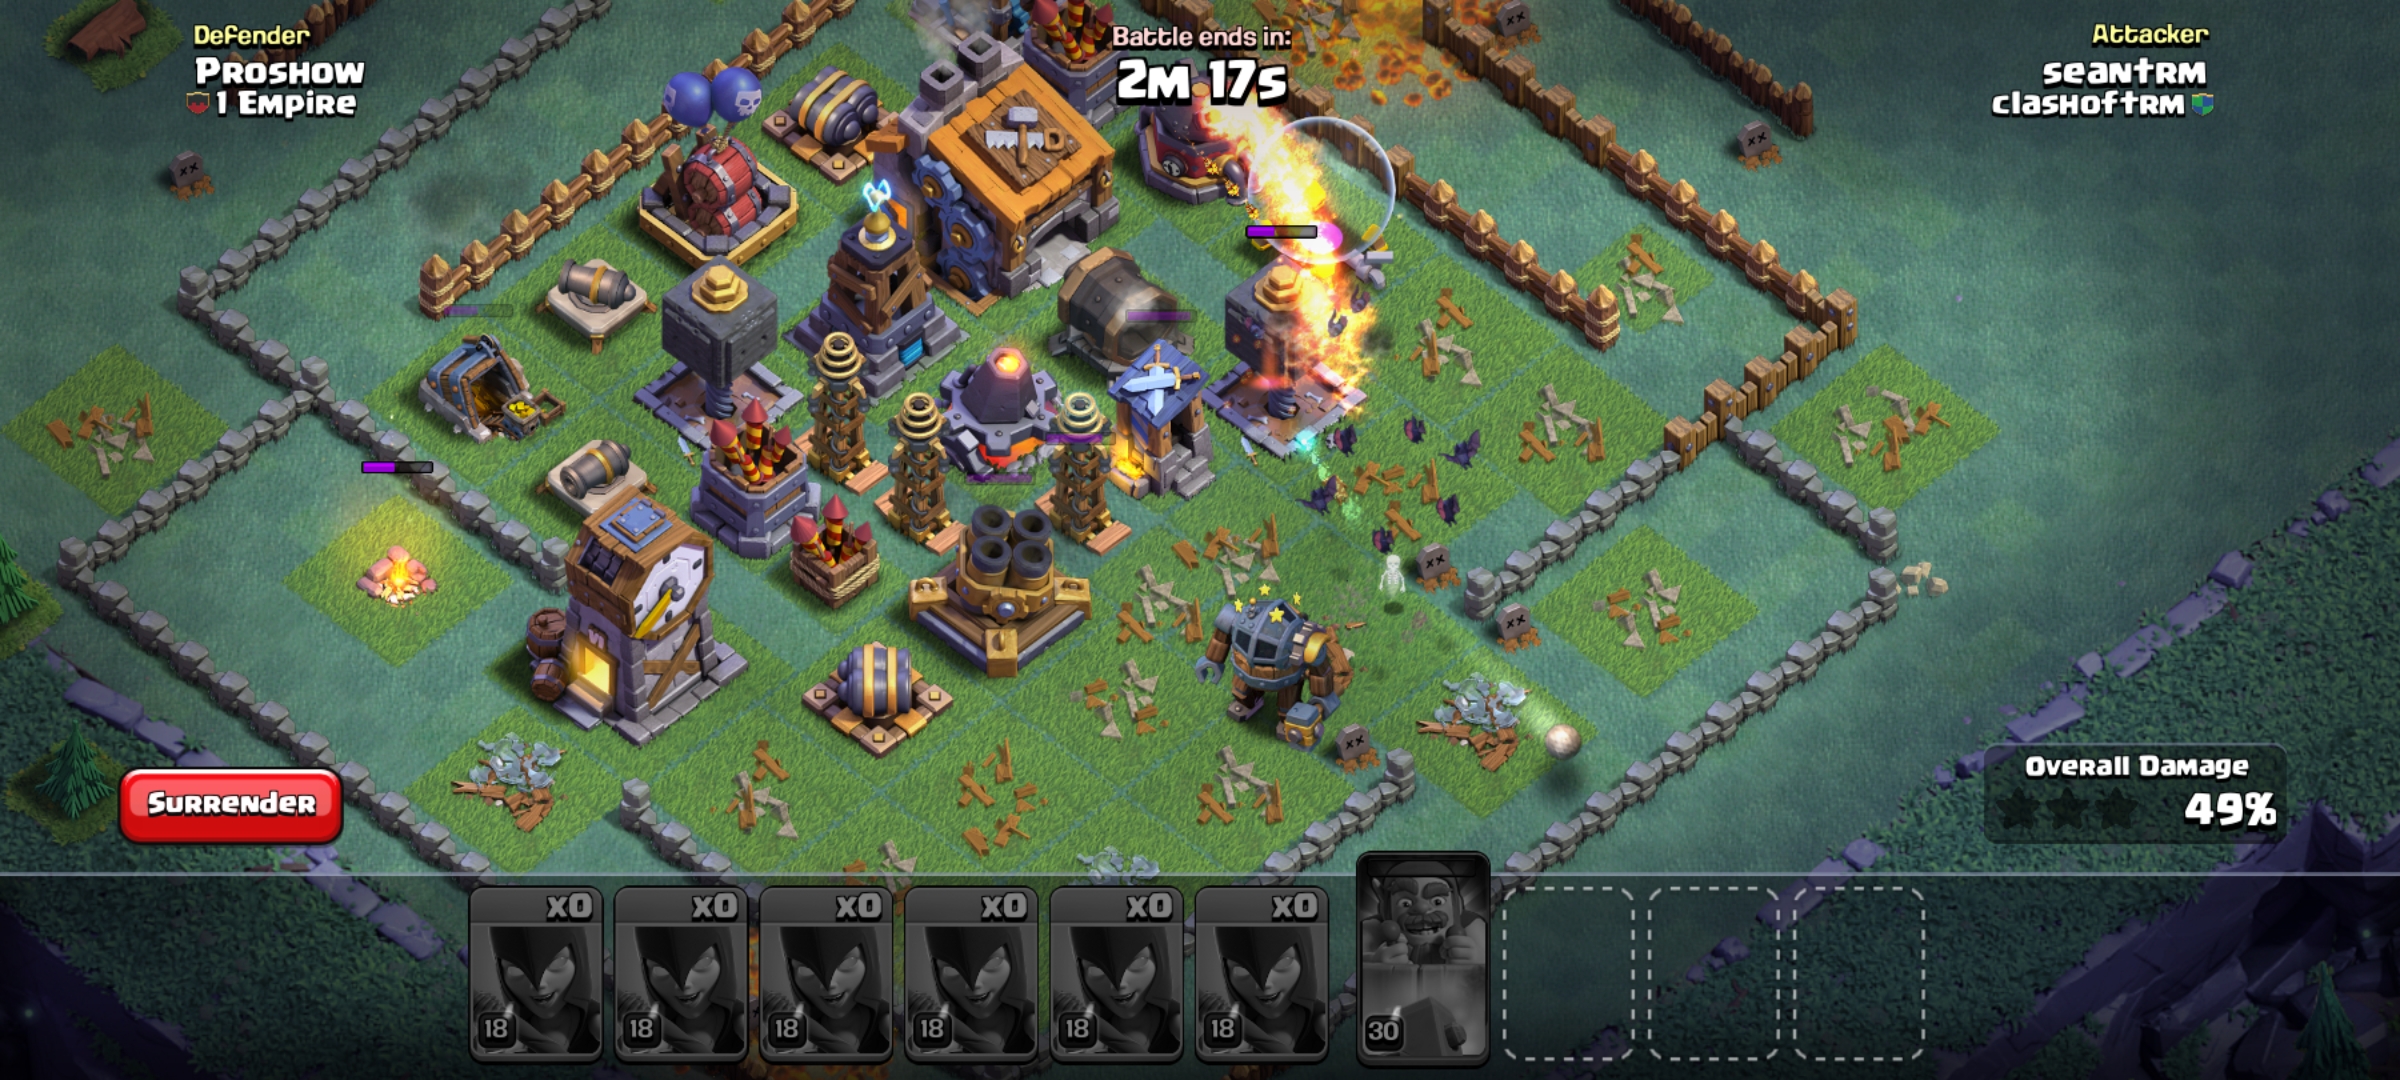 Defender
Proshow
1 Empire
Battle ends in:
2M 17s
Attacker
seantrm
clashoftrm
Surrender
Overall Damage
49%
x0
x0
x0
x0
x0
x0
18
18
18
18
18
18
30